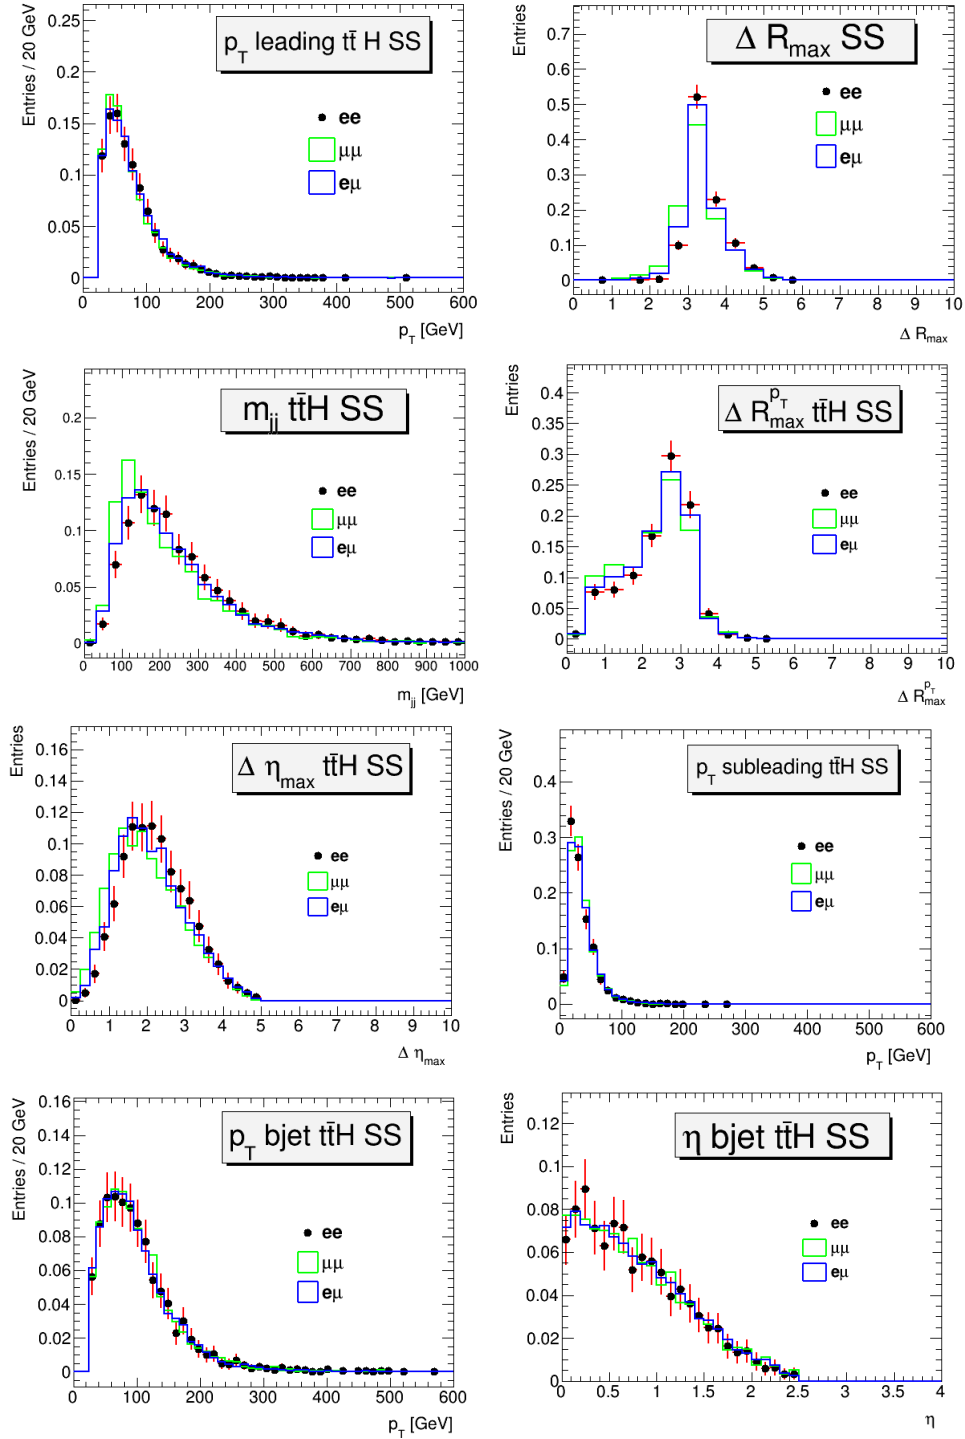 Entries / 20 GeV
p_T leading tt̄ H SS
0.25
0.2
0.15
0.1
0.05
0
ee
μμ
eμ
0 100 200 300 400 500 600
p_T [GeV]
Entries
Δ R_max SS
0.7
0.6
0.5
0.4
0.3
0.2
0.1
0
ee
μμ
eμ
0 1 2 3 4 5 6 7 8 9 10
Δ R_max
Entries / 20 GeV
m_jj tt̄H SS
0.2
0.15
0.1
0.05
0
ee
μμ
eμ
0 100 200 300 400 500 600 700 800 900 1000
m_jj [GeV]
Entries
Δ R_max^p_T tt̄H SS
0.4
0.35
0.3
0.25
0.2
0.15
0.1
0.05
0
ee
μμ
eμ
0 1 2 3 4 5 6 7 8 9 10
Δ R_max^p_T
Entries
Δ η_max tt̄H SS
0.16
0.14
0.12
0.1
0.08
0.06
0.04
0.02
0
ee
μμ
eμ
0 1 2 3 4 5 6 7 8 9 10
Δ η_max
Entries / 20 GeV
p_T subleading tt̄H SS
0.4
0.3
0.2
0.1
0
ee
μμ
eμ
0 100 200 300 400 500 600
p_T [GeV]
Entries / 20 GeV
p_T bjet tt̄H SS
0.16
0.14
0.12
0.1
0.08
0.06
0.04
0.02
0
ee
μμ
eμ
0 100 200 300 400 500 600
p_T [GeV]
Entries
η bjet tt̄H SS
0.12
0.1
0.08
0.06
0.04
0.02
0
ee
μμ
eμ
0 0.5 1 1.5 2 2.5 3 3.5 4
η